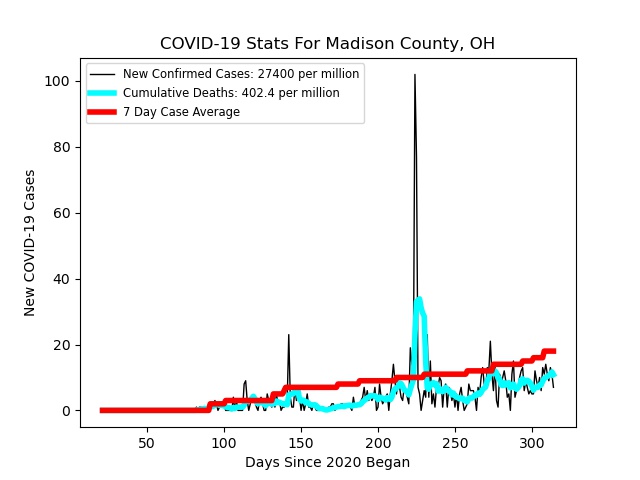 COVID-19 Stats For Madison County, OH
New Confirmed Cases: 27400 per million
Cumulative Deaths: 402.4 per million
7 Day Case Average
100
80
60
40
20
0
New COVID-19 Cases
50 100 150 200 250 300
Days Since 2020 Began